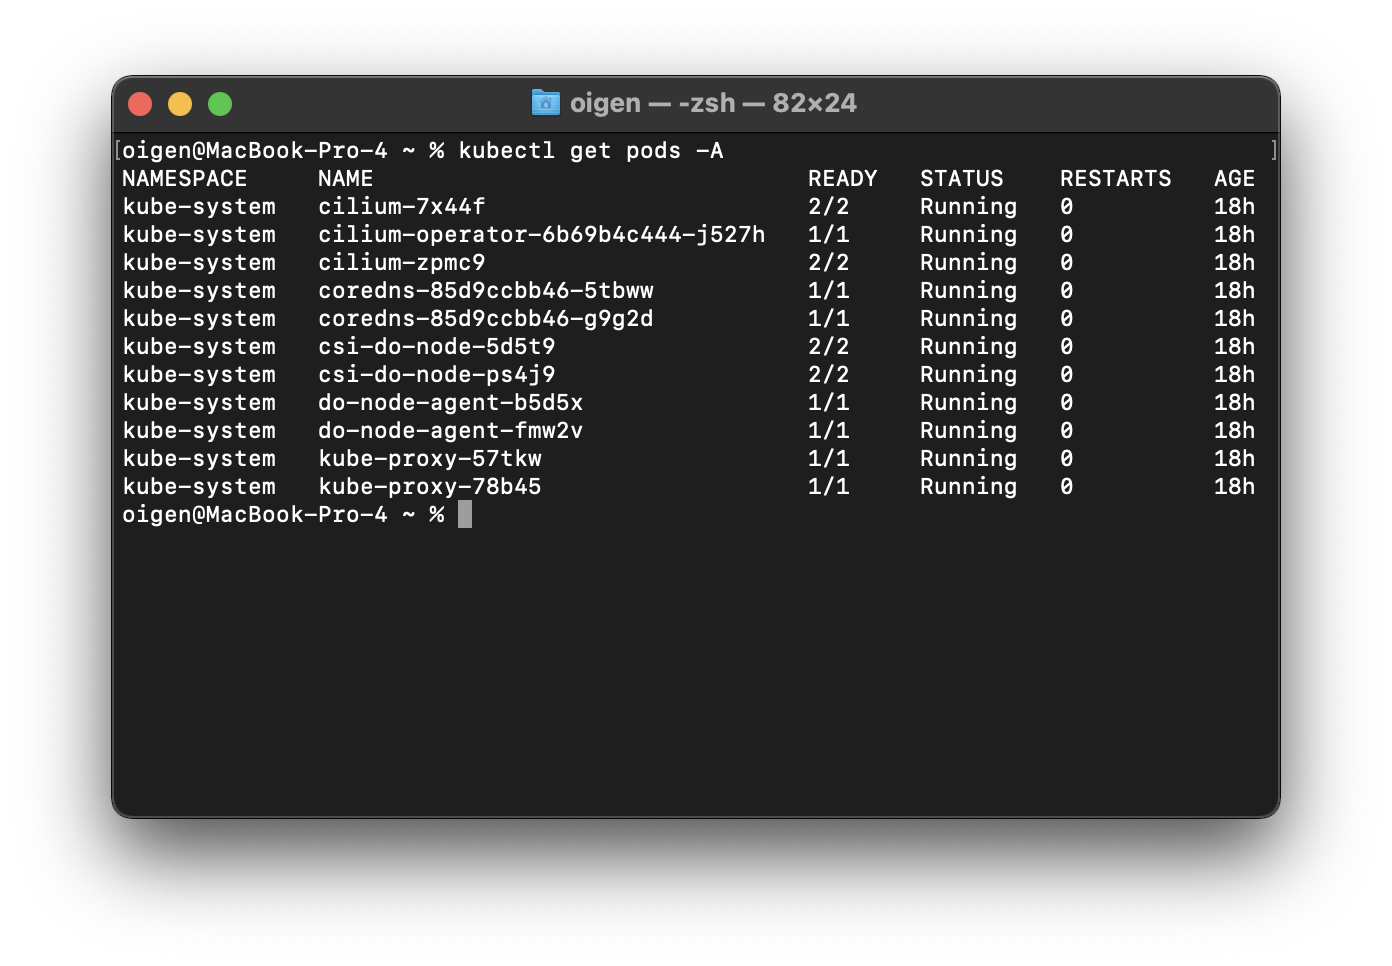 oigen — -zsh — 82×24
[oigen@MacBook-Pro-4 ~ % kubectl get pods -A ]
NAMESPACE NAME READY STATUS RESTARTS AGE
kube-system cilium-7x44f 2/2 Running 0 18h
kube-system cilium-operator-6b69b4c444-j527h 1/1 Running 0 18h
kube-system cilium-zpmc9 2/2 Running 0 18h
kube-system coredns-85d9ccbb46-5tbww 1/1 Running 0 18h
kube-system coredns-85d9ccbb46-g9g2d 1/1 Running 0 18h
kube-system csi-do-node-5d5t9 2/2 Running 0 18h
kube-system csi-do-node-ps4j9 2/2 Running 0 18h
kube-system do-node-agent-b5d5x 1/1 Running 0 18h
kube-system do-node-agent-fmw2v 1/1 Running 0 18h
kube-system kube-proxy-57tkw 1/1 Running 0 18h
kube-system kube-proxy-78b45 1/1 Running 0 18h
oigen@MacBook-Pro-4 ~ %